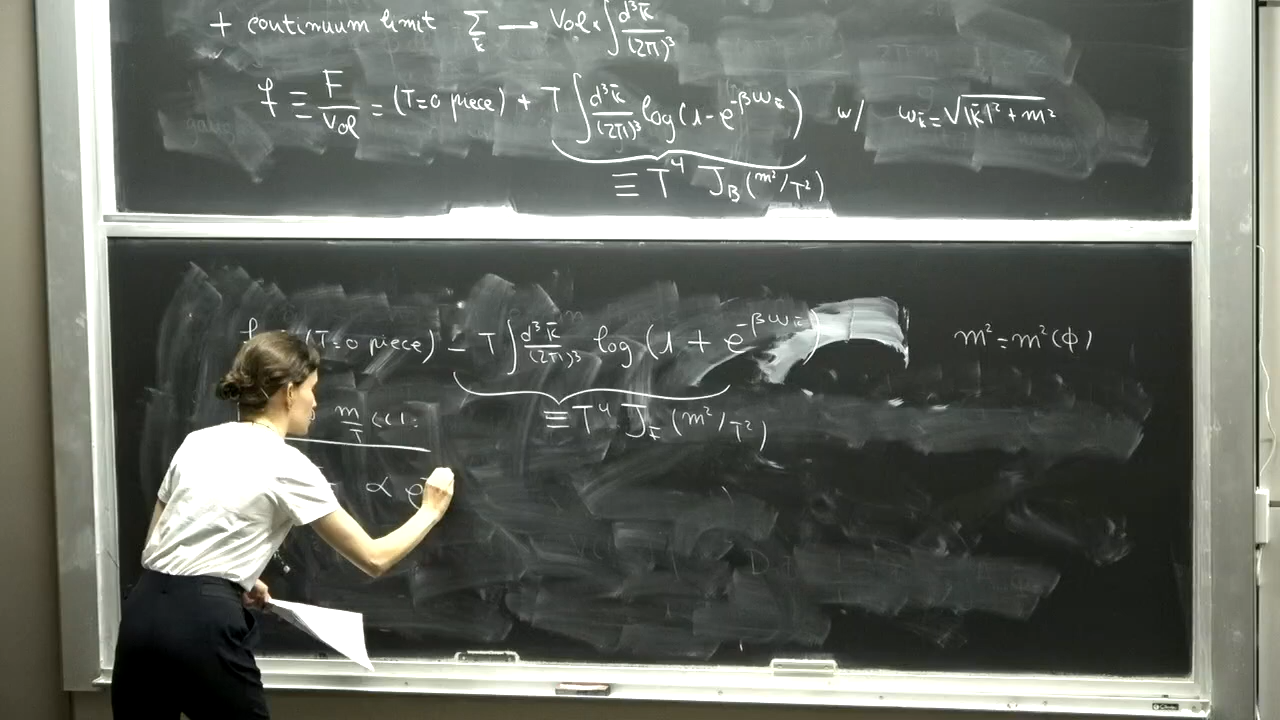 + continuum limit ∑_k̄ → Vol × ∫ d³k̄/(2π)³
f ≡ F/Vol = (T=0 piece) + T ∫ d³k̄/(2π)³ log(1 - e^{-βω_k̄}) w/ ω_k̄ = √(|k̄|² + m²)
≡ T⁴ J_B (m²/T²)
(T=0 piece) - T ∫ d³k̄/(2π)³ log (1 + e^{-βω_k̄}) m² = m²(φ)
≡ T⁴ J_F (m²/T²)
m/T <<1:
∝ e